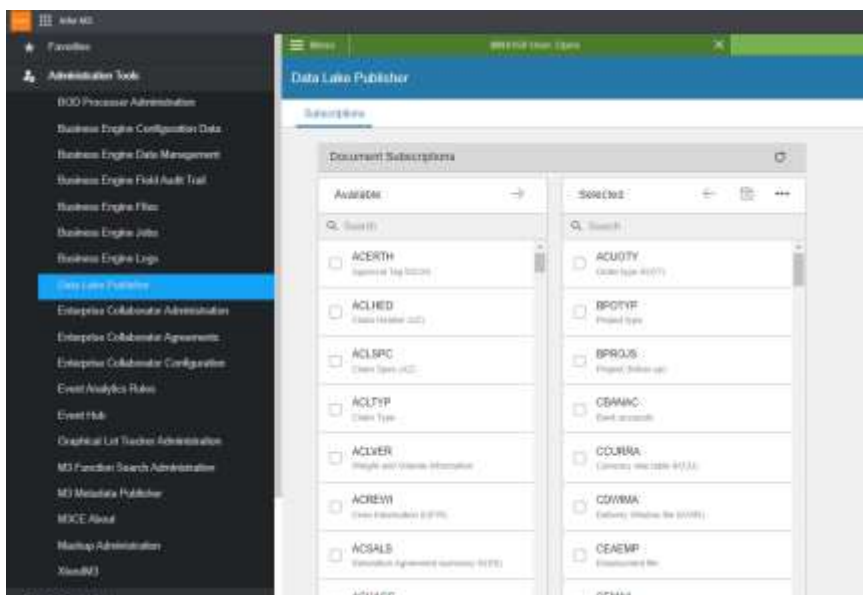 Infor M3
Favorites
Menu
Administration Tools
Data Lake Publisher
BOD Processor Administration
Subscriptions
Business Engine Configuration Data
Business Engine Data Management
Document Subscriptions
Business Engine Field Audit Trail
Available
Selected
Business Engine Files
Search
Search
Business Engine Jobs
Business Engine Logs
ACERTH
ACUOTY
Data Lake Publisher
Enterprise Collaborator Administration
ACLHED
BPOTYP
Project type
Enterprise Collaborator Agreements
Enterprise Collaborator Configuration
ACLSPC
BPROJS
Event Analytics Rules
ACLTYP
Claim Type
CBANAC
Bank accounts
Event Hub
Graphical Lot Tracker Administration
ACLVER
Weight and Volume Information
CCURRA
M3 Function Search Administration
M3 Metadata Publisher
ACREWI
CDWIMA
M3CE About
Mashup Administration
ACSALS
CEAEMP
XtendM3